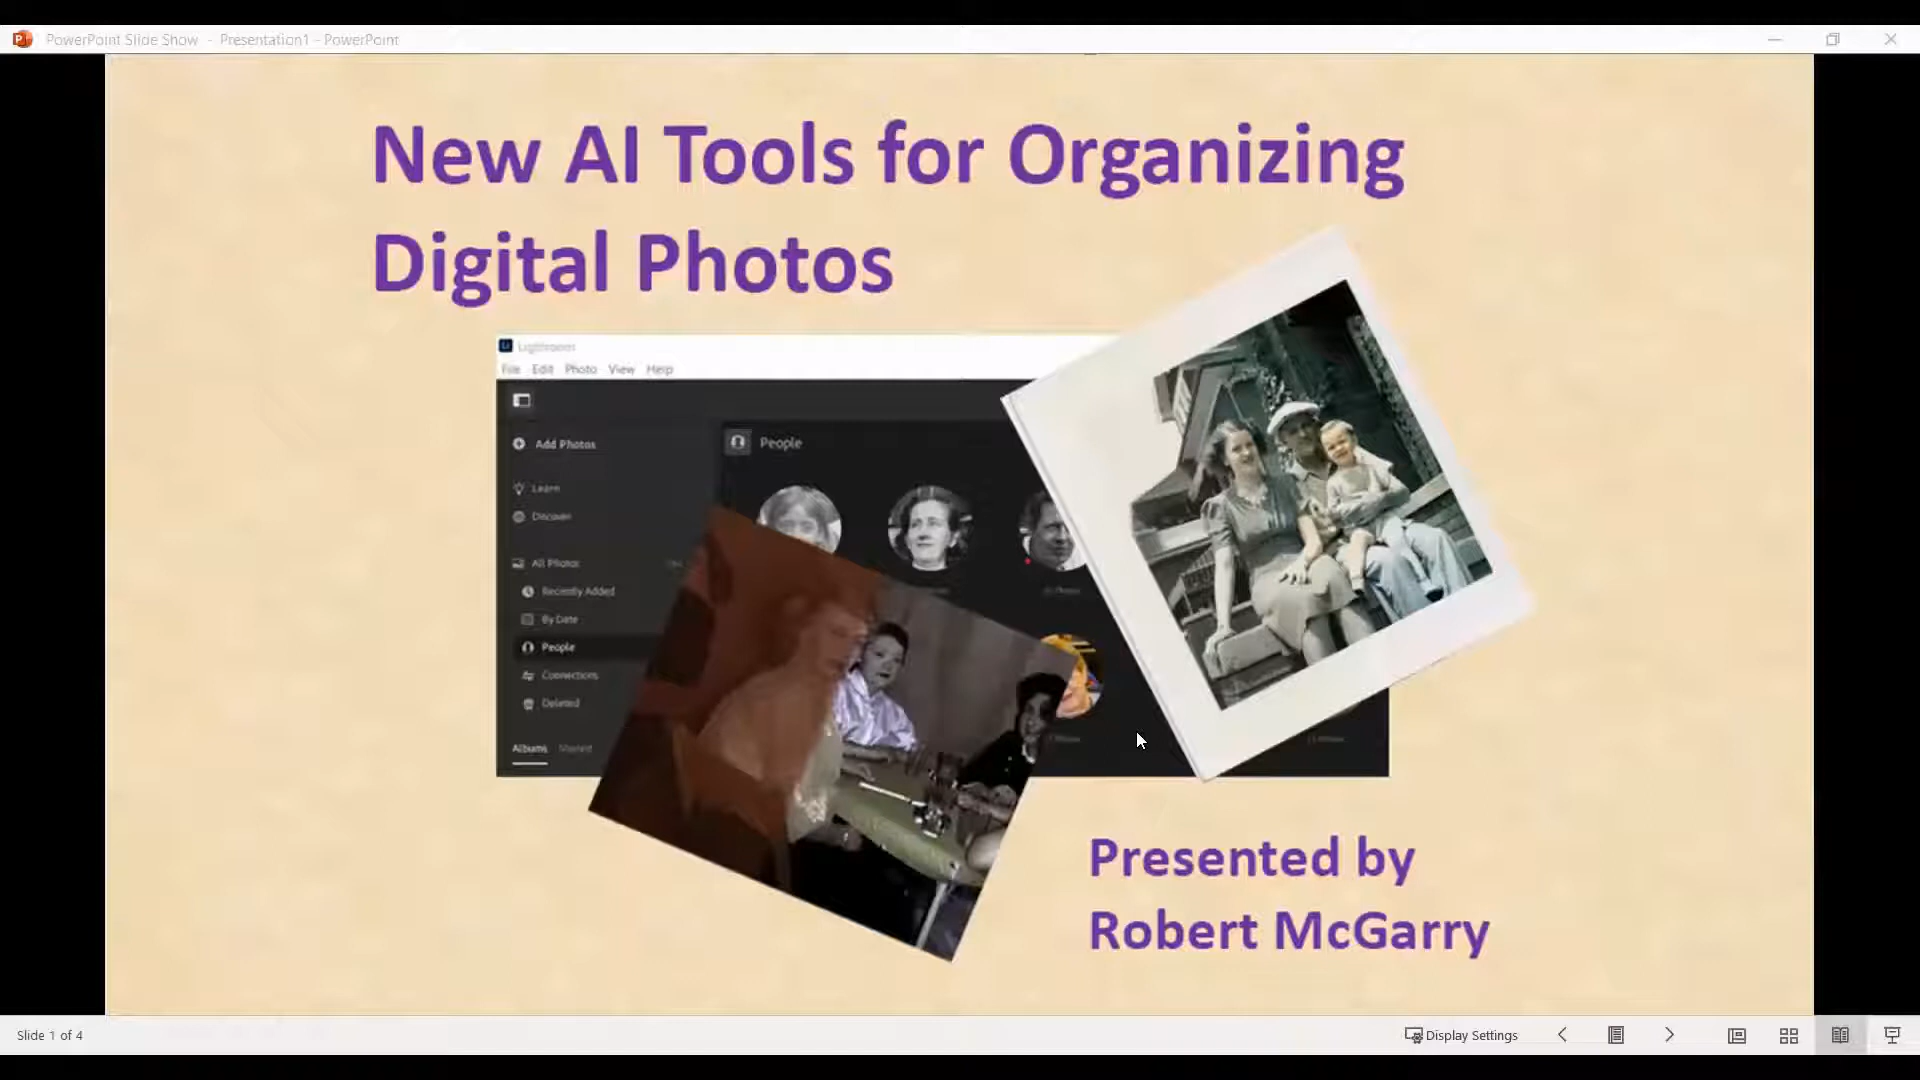 PowerPoint Slide Show - Presentation1 - PowerPoint
New AI Tools for Organizing
Digital Photos
Lightroom
File Edit Photo View Help
Add Photos
People
Learn
Discover
All Photos
Recently Added
By Date
People
Connections
Deleted
Albums Shared
Presented by
Robert McGarry
Slide 1 of 4
Display Settings